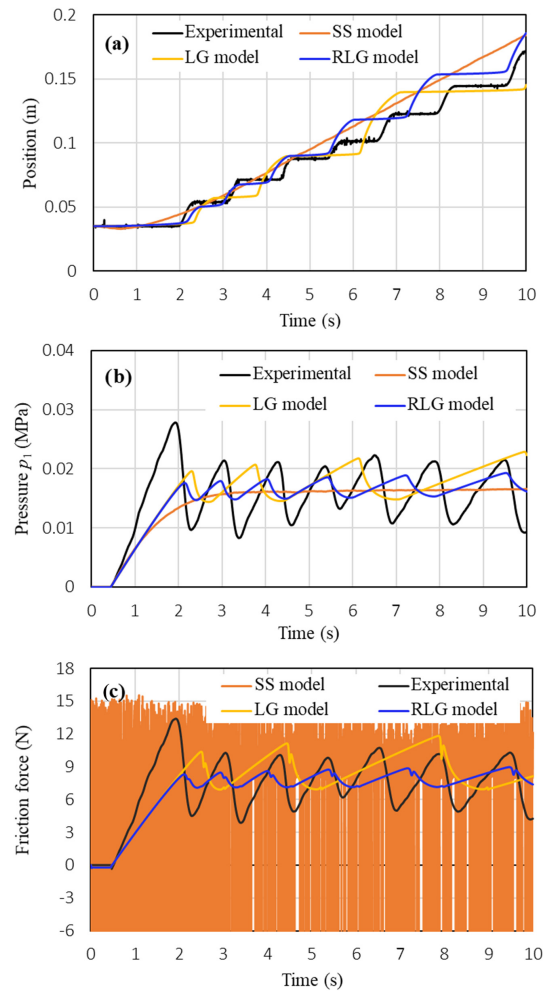 (a)
Experimental SS model
LG model RLG model
Position (m)
0.2
0.15
0.1
0.05
0
0 1 2 3 4 5 6 7 8 9 10
Time (s)
(b)
Experimental SS model
LG model RLG model
Pressure p1 (MPa)
0.04
0.03
0.02
0.01
0
0 1 2 3 4 5 6 7 8 9 10
Time (s)
(c)
SS model Experimental
LG model RLG model
Friction force (N)
18
15
12
9
6
3
0
-3
-6
0 1 2 3 4 5 6 7 8 9 10
Time (s)